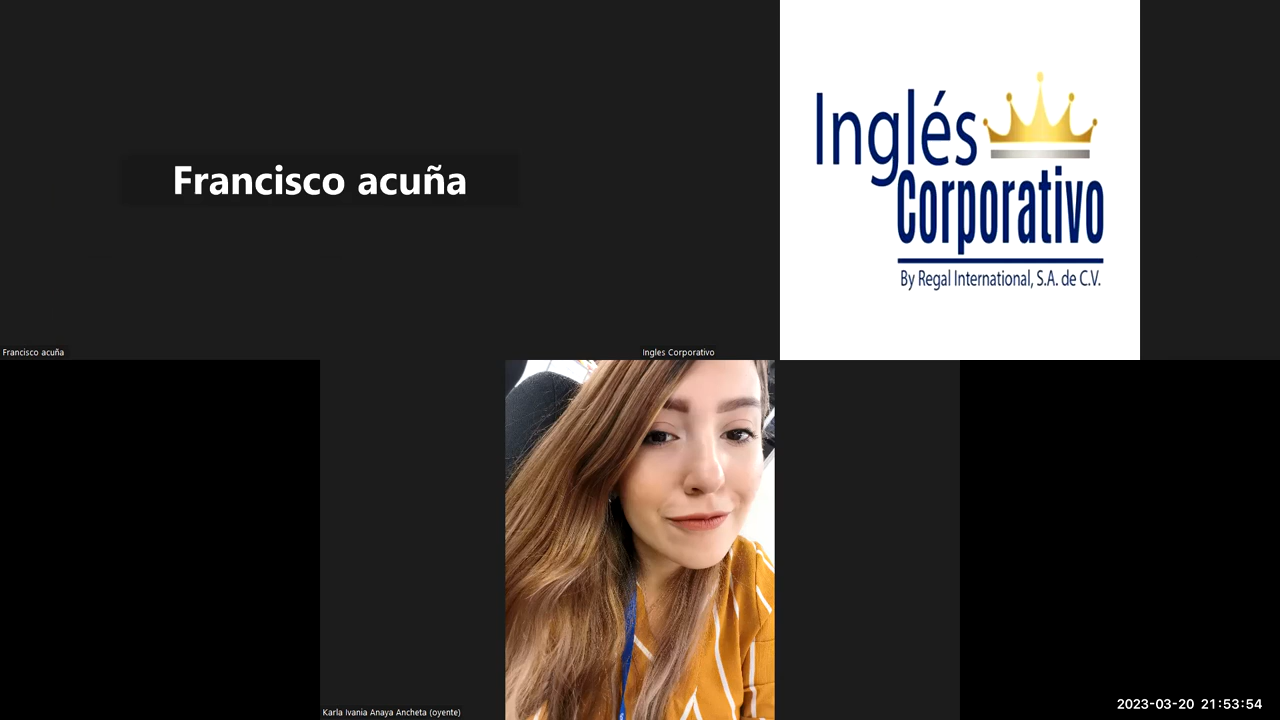 Francisco acuña
Inglés
Corporativo
By Regal International, S.A. de C.V.
Francisco acuña
Ingles Corporativo
Karla Ivania Anaya Ancheta (oyente)
2023-03-20 21:53:54